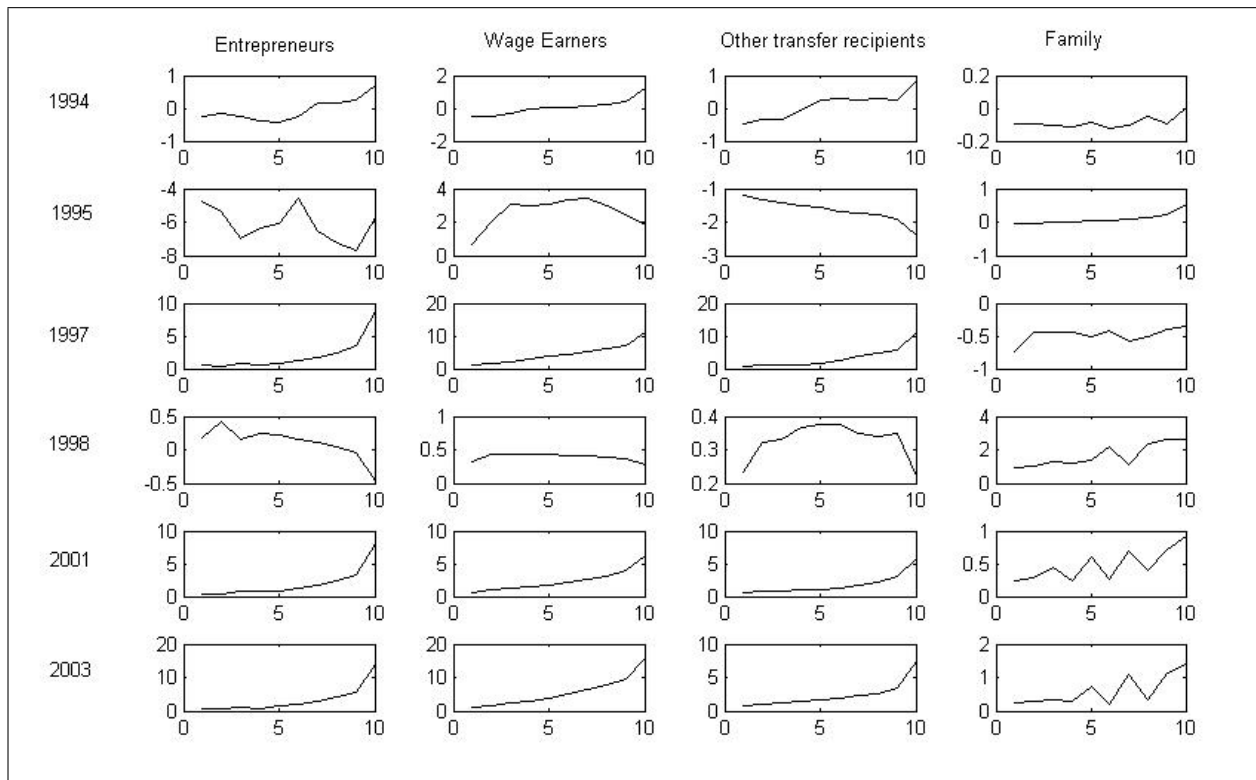 Entrepreneurs Wage Earners Other transfer recipients Family
1994
1 0 -1 0 5 10
2 0 -2 0 5 10
1 0 -1 0 5 10
0.2 0 -0.2 0 5 10
1995
-4 -6 -8 0 5 10
4 2 0 0 5 10
-1 -2 -3 0 5 10
1 0 -1 0 5 10
1997
10 5 0 0 5 10
20 10 0 0 5 10
20 10 0 0 5 10
0 -0.5 -1 0 5 10
1998
0.5 0 -0.5 0 5 10
1 0.5 0 0 5 10
0.4 0.3 0.2 0 5 10
4 2 0 0 5 10
2001
10 5 0 0 5 10
10 5 0 0 5 10
10 5 0 0 5 10
1 0.5 0 0 5 10
2003
20 10 0 0 5 10
20 10 0 0 5 10
10 5 0 0 5 10
2 1 0 0 5 10